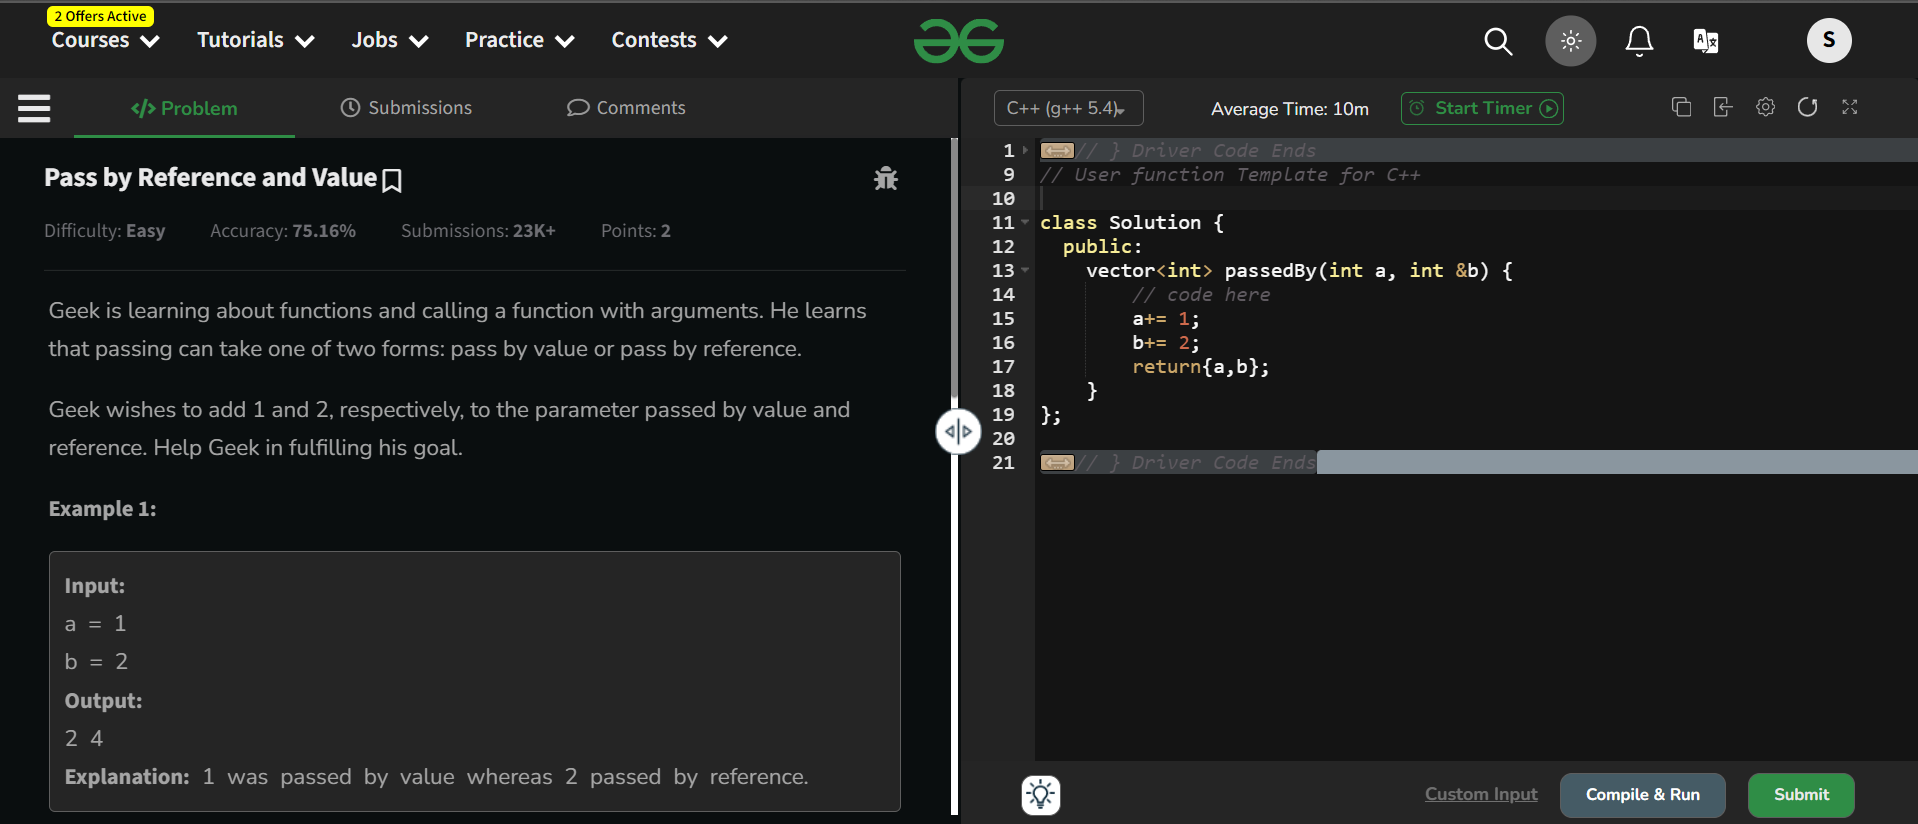 2 Offers Active
Courses Tutorials Jobs Practice Contests
S
Problem Submissions Comments
C++ (g++ 5.4) Average Time: 10m Start Timer
Pass by Reference and Value
Difficulty: Easy Accuracy: 75.16% Submissions: 23K+ Points: 2
Geek is learning about functions and calling a function with arguments. He learns
that passing can take one of two forms: pass by value or pass by reference.
Geek wishes to add 1 and 2, respectively, to the parameter passed by value and
reference. Help Geek in fulfilling his goal.
Example 1:
Input:
a = 1
b = 2
Output:
2 4
Explanation: 1 was passed by value whereas 2 passed by reference.
1 // } Driver Code Ends
9 // User function Template for C++
10
11 class Solution {
12 public:
13 vector<int> passedBy(int a, int &b) {
14 // code here
15 a+= 1;
16 b+= 2;
17 return{a,b};
18 }
19 };
20
21 // } Driver Code Ends
Custom Input Compile & Run Submit